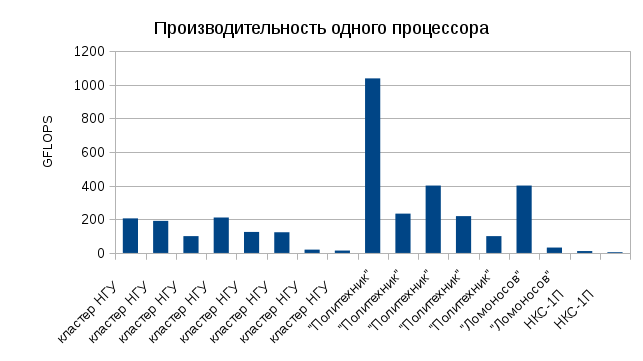 Производительность одного процессора
GFLOPS
1200
1000
800
600
400
200
0
кластер НГУ
кластер НГУ
кластер НГУ
кластер НГУ
кластер НГУ
кластер НГУ
кластер НГУ
кластер НГУ
"Политехник"
"Политехник"
"Политехник"
"Политехник"
"Политехник"
"Ломоносов"
"Ломоносов"
НКС-1П
НКС-1П